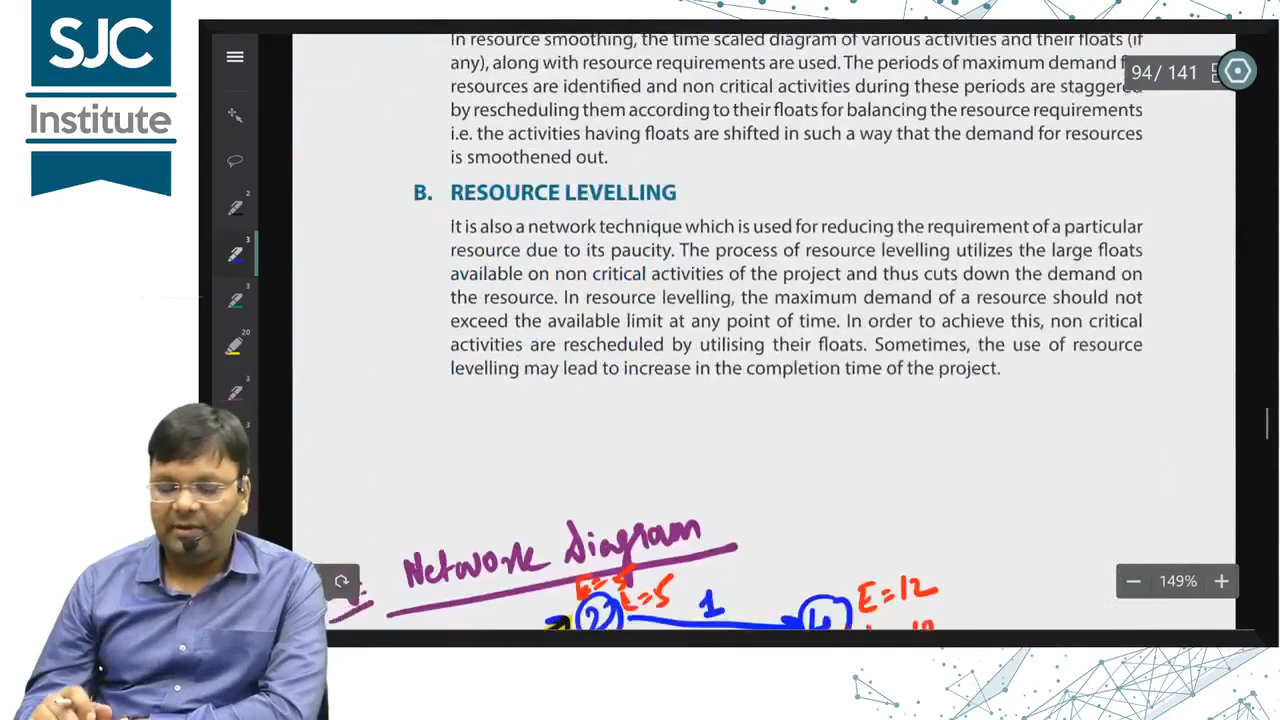 SJC
Institute
In resource smoothing, the time scaled diagram of various activities and their floats (if
any), along with resource requirements are used. The periods of maximum demand
94 / 141
resources are identified and non critical activities during these periods are staggered
by rescheduling them according to their floats for balancing the resource requirements
i.e. the activities having floats are shifted in such a way that the demand for resources
is smoothened out.
B. RESOURCE LEVELLING
It is also a network technique which is used for reducing the requirement of a particular
resource due to its paucity. The process of resource levelling utilizes the large floats
available on non critical activities of the project and thus cuts down the demand on
the resource. In resource levelling, the maximum demand of a resource should not
exceed the available limit at any point of time. In order to achieve this, non critical
activities are rescheduled by utilising their floats. Sometimes, the use of resource
levelling may lead to increase in the completion time of the project.
2
3
3
20
3
3
Network Diagram
E=5
L=5
2
1
4
E=12
149%